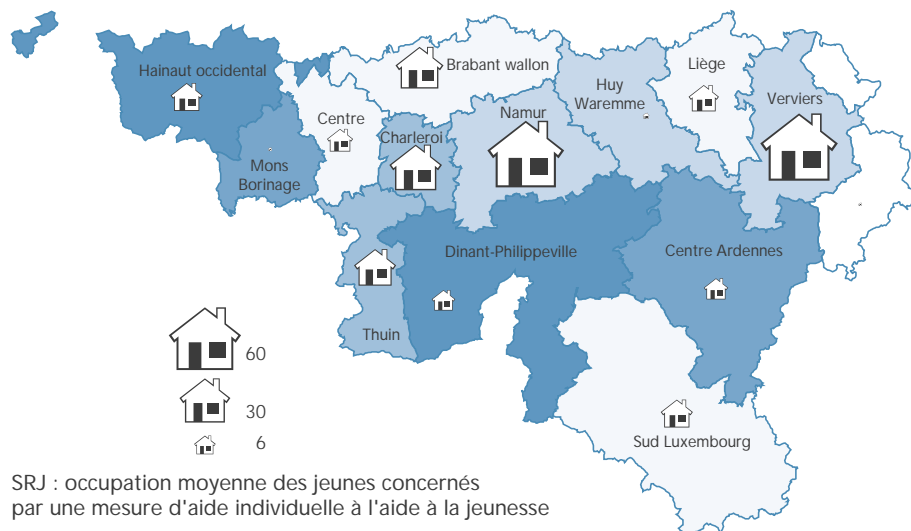 Hainaut occidental
Brabant wallon
Liège
Huy
Waremme
Verviers
Namur
Centre
Charleroi
Mons
Borinage
Dinant-Philippeville
Centre Ardennes
Thuin
Sud Luxembourg
60
30
6
SRJ : occupation moyenne des jeunes concernés
par une mesure d'aide individuelle à l'aide à la jeunesse